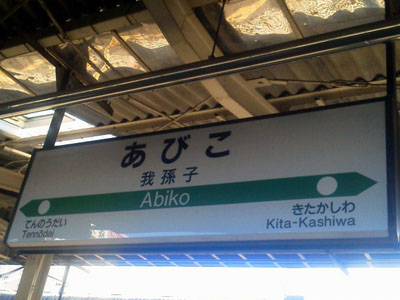 あびこ
我孫子
Abiko
てんのうだい
Tennōdai
きたかしわ
Kita-Kashiwa